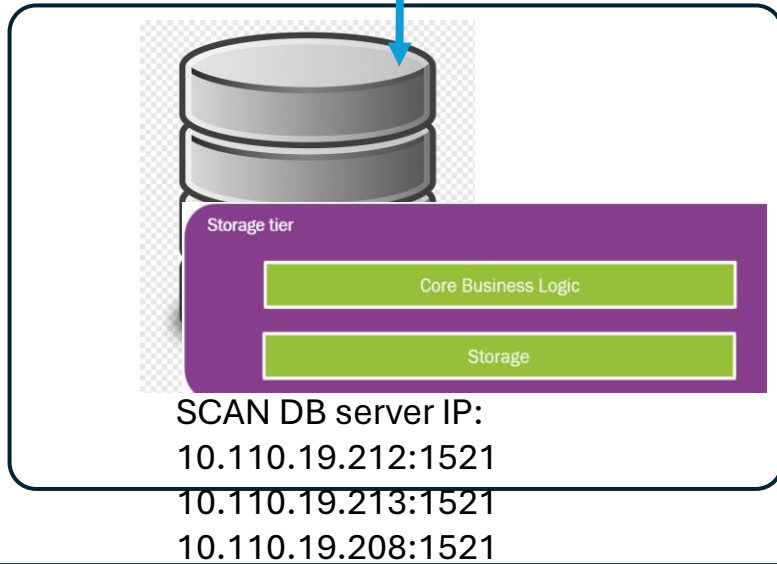 Storage tier
Core Business Logic
Storage
SCAN DB server IP:
10.110.19.212:1521
10.110.19.213:1521
10.110.19.208:1521